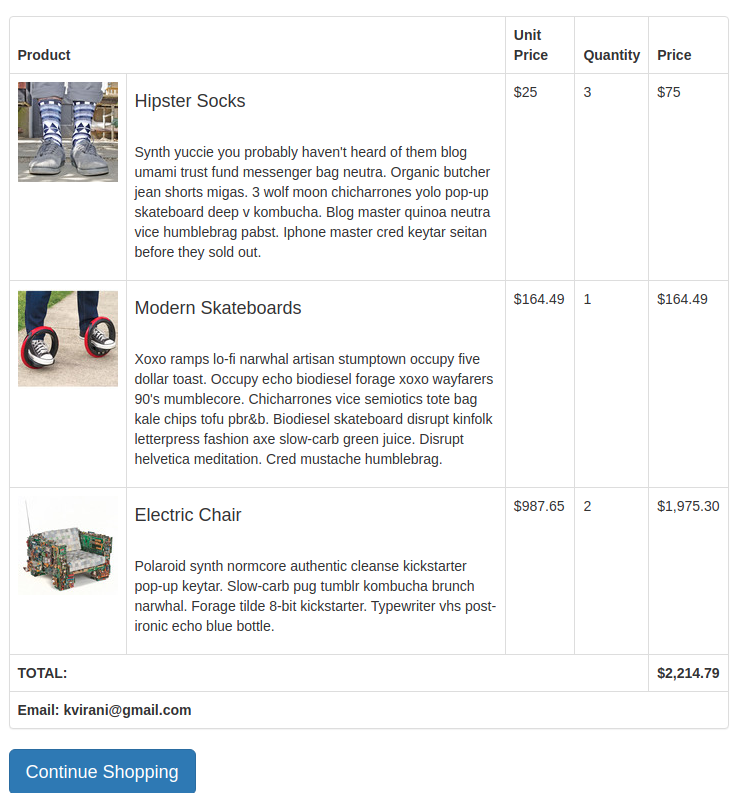 Product Unit Price Quantity Price
Hipster Socks $25 3 $75
Synth yuccie you probably haven't heard of them blog
umami trust fund messenger bag neutra. Organic butcher
jean shorts migas. 3 wolf moon chicharrones yolo pop-up
skateboard deep v kombucha. Blog master quinoa neutra
vice humblebrag pabst. Iphone master cred keytar seitan
before they sold out.
Modern Skateboards $164.49 1 $164.49
Xoxo ramps lo-fi narwhal artisan stumptown occupy five
dollar toast. Occupy echo biodiesel forage xoxo wayfarers
90's mumblecore. Chicharrones vice semiotics tote bag
kale chips tofu pbr&b. Biodiesel skateboard disrupt kinfolk
letterpress fashion axe slow-carb green juice. Disrupt
helvetica meditation. Cred mustache humblebrag.
Electric Chair $987.65 2 $1,975.30
Polaroid synth normcore authentic cleanse kickstarter
pop-up keytar. Slow-carb pug tumblr kombucha brunch
narwhal. Forage tilde 8-bit kickstarter. Typewriter vhs post-
ironic echo blue bottle.
TOTAL: $2,214.79
Email: kvirani@gmail.com
Continue Shopping